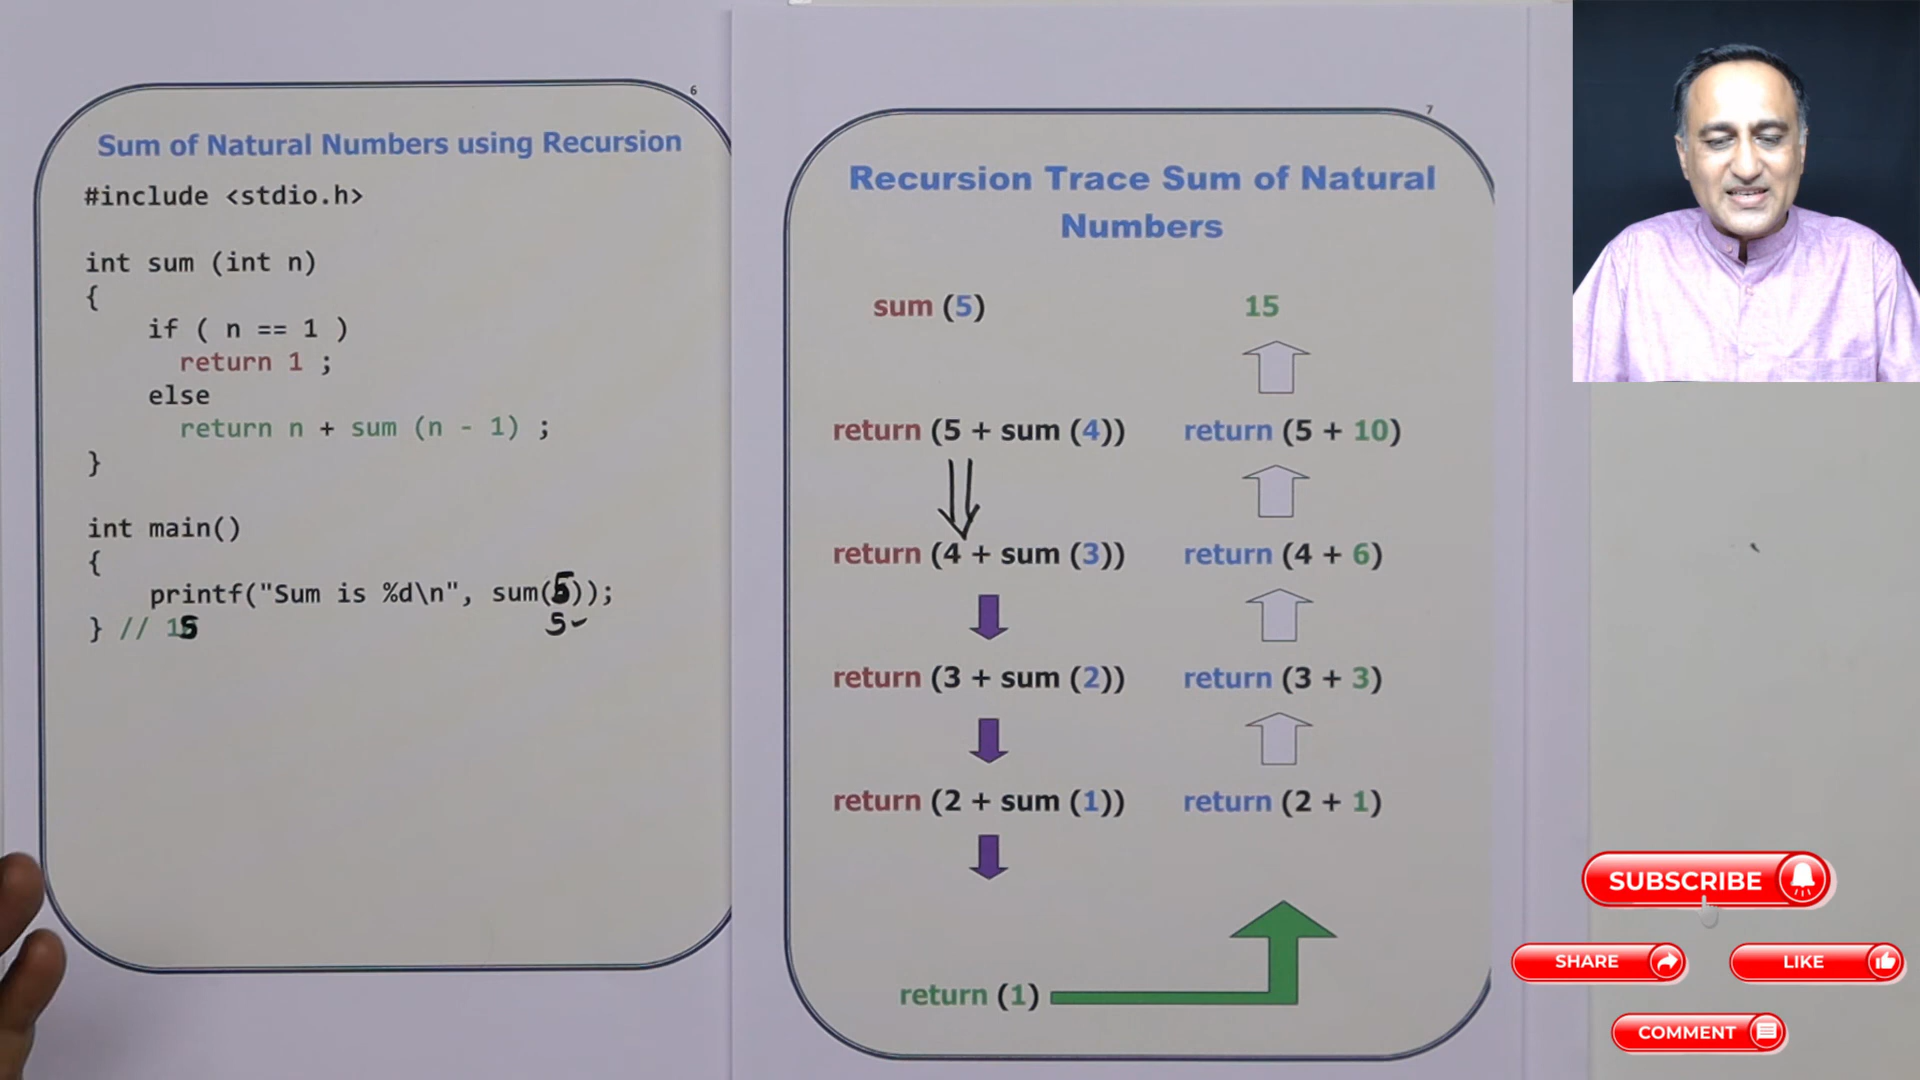 6
Sum of Natural Numbers using Recursion
#include <stdio.h>
int sum (int n)
{
if ( n == 1 )
return 1 ;
else
return n + sum (n - 1) ;
}
int main()
{
printf("Sum is %d\n", sum(5));
5
} // 15
7
Recursion Trace Sum of Natural
Numbers
sum (5) 15
return (5 + sum (4)) return (5 + 10)
return (4 + sum (3)) return (4 + 6)
return (3 + sum (2)) return (3 + 3)
return (2 + sum (1)) return (2 + 1)
return (1)
SUBSCRIBE
SHARE LIKE
COMMENT